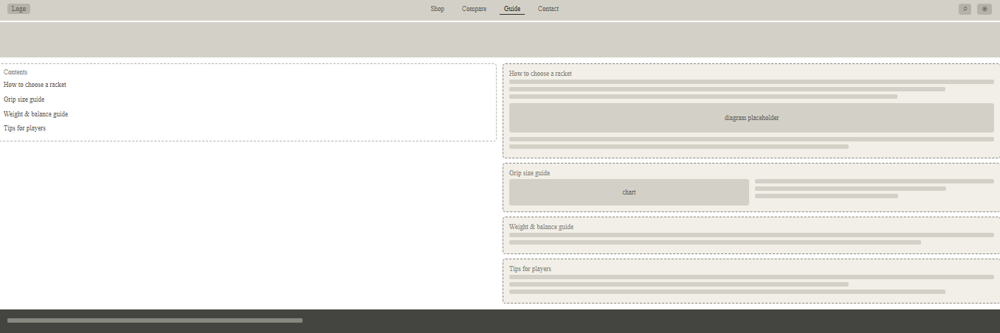 Logo
Shop Compare Guide Contact
Contents
How to choose a racket
Grip size guide
Weight & balance guide
Tips for players
How to choose a racket
diagram placeholder
Grip size guide
chart
Weight & balance guide
Tips for players